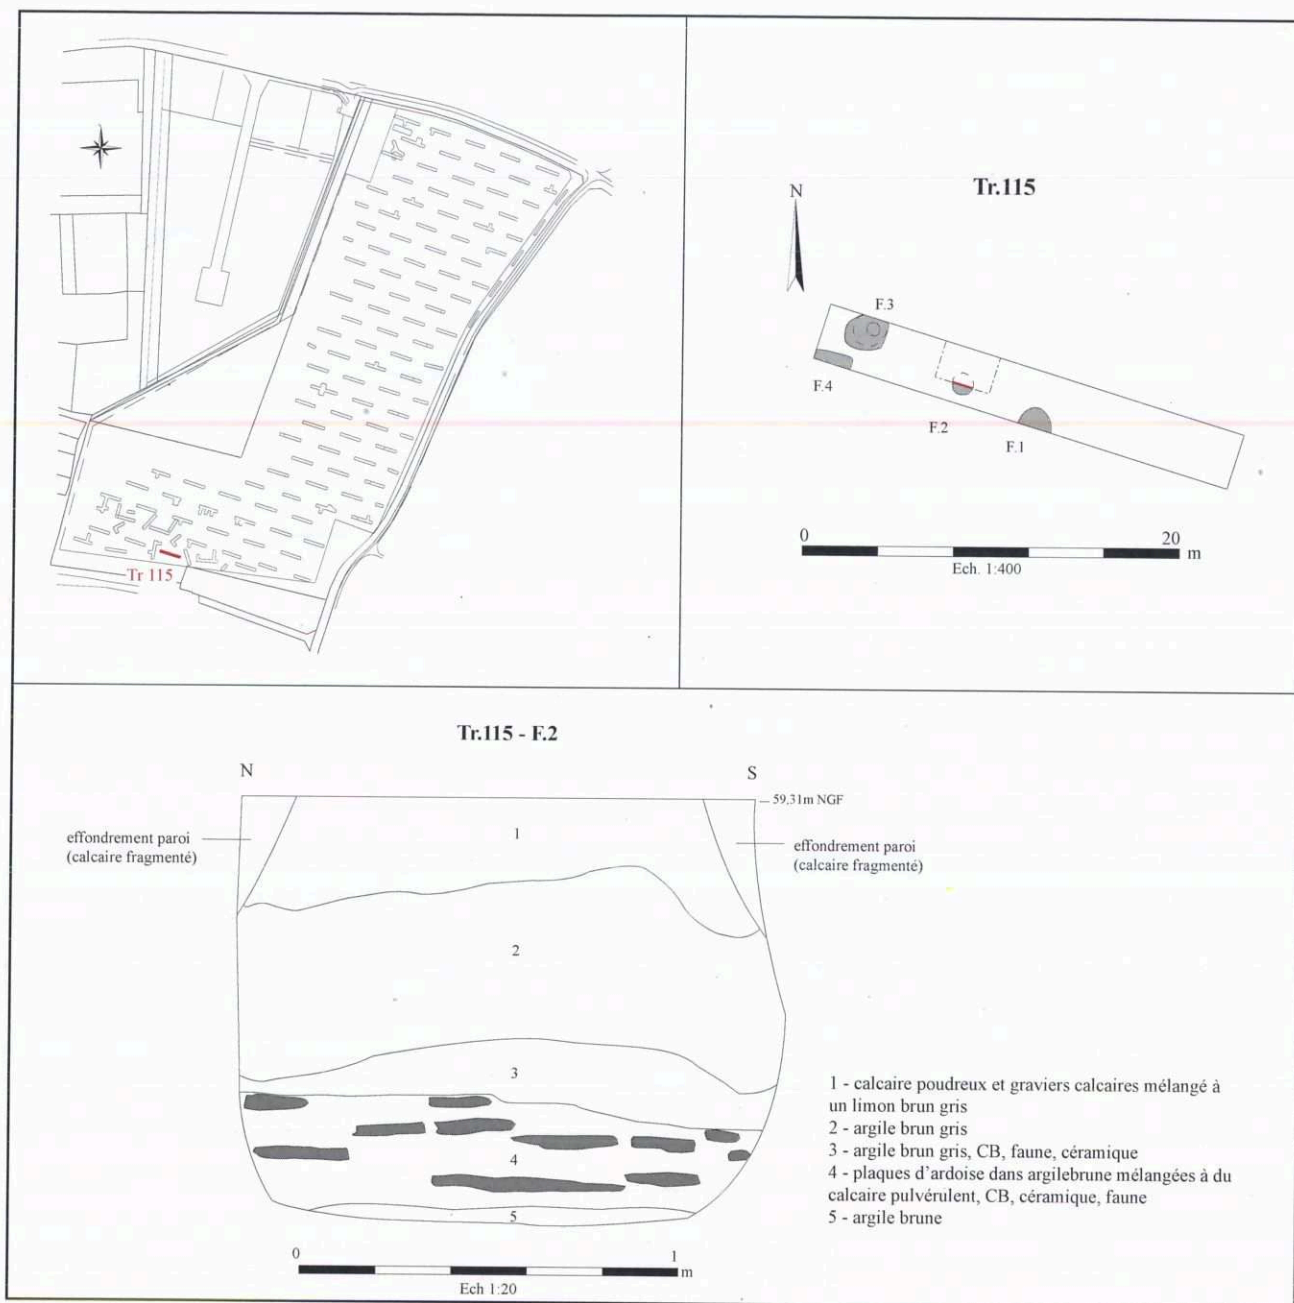 Tr 115
Tr.115
N
F.3
F.4
F.2
F.1
0 20
m
Ech. 1:400
Tr.115 - F.2
N S
59,31m NGF
effondrement paroi
(calcaire fragmenté)
1
effondrement paroi
(calcaire fragmenté)
2
3
4
5
1 - calcaire poudreux et graviers calcaires mélangé à
un limon brun gris
2 - argile brun gris
3 - argile brun gris, CB, faune, céramique
4 - plaques d'ardoise dans argilebrune mélangées à du
calcaire pulvérulent, CB, céramique, faune
5 - argile brune
0 1
m
Ech 1:20